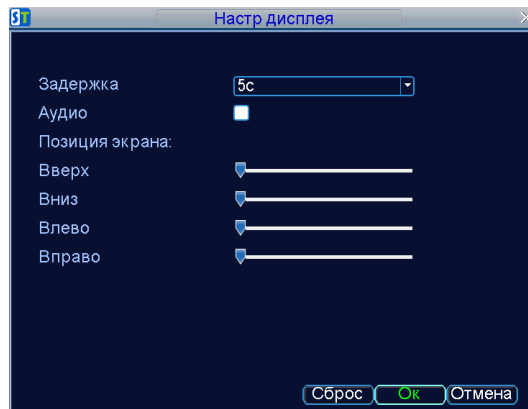 ST Настр дисплея
Задержка 5с
Аудио
Позиция экрана:
Вверх
Вниз
Влево
Вправо
Сброс Ок Отмена